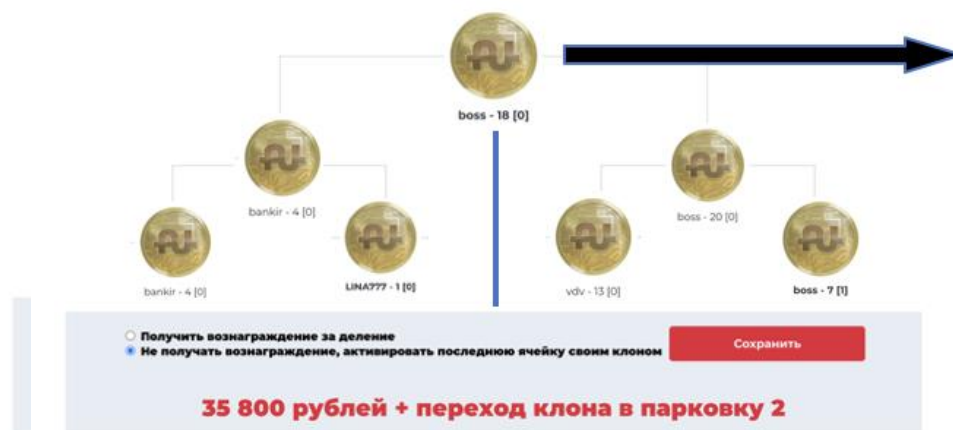 boss - 18 [0]
bankir - 4 [0]
boss - 20 [0]
bankir - 4 [0]
LINA777 - 1 [0]
vdv - 13 [0]
boss - 7 [1]
Получить вознаграждение за деление
Не получать вознаграждение, активировать последнюю ячейку своим клоном
Сохранить
35 800 рублей + переход клона в парковку 2